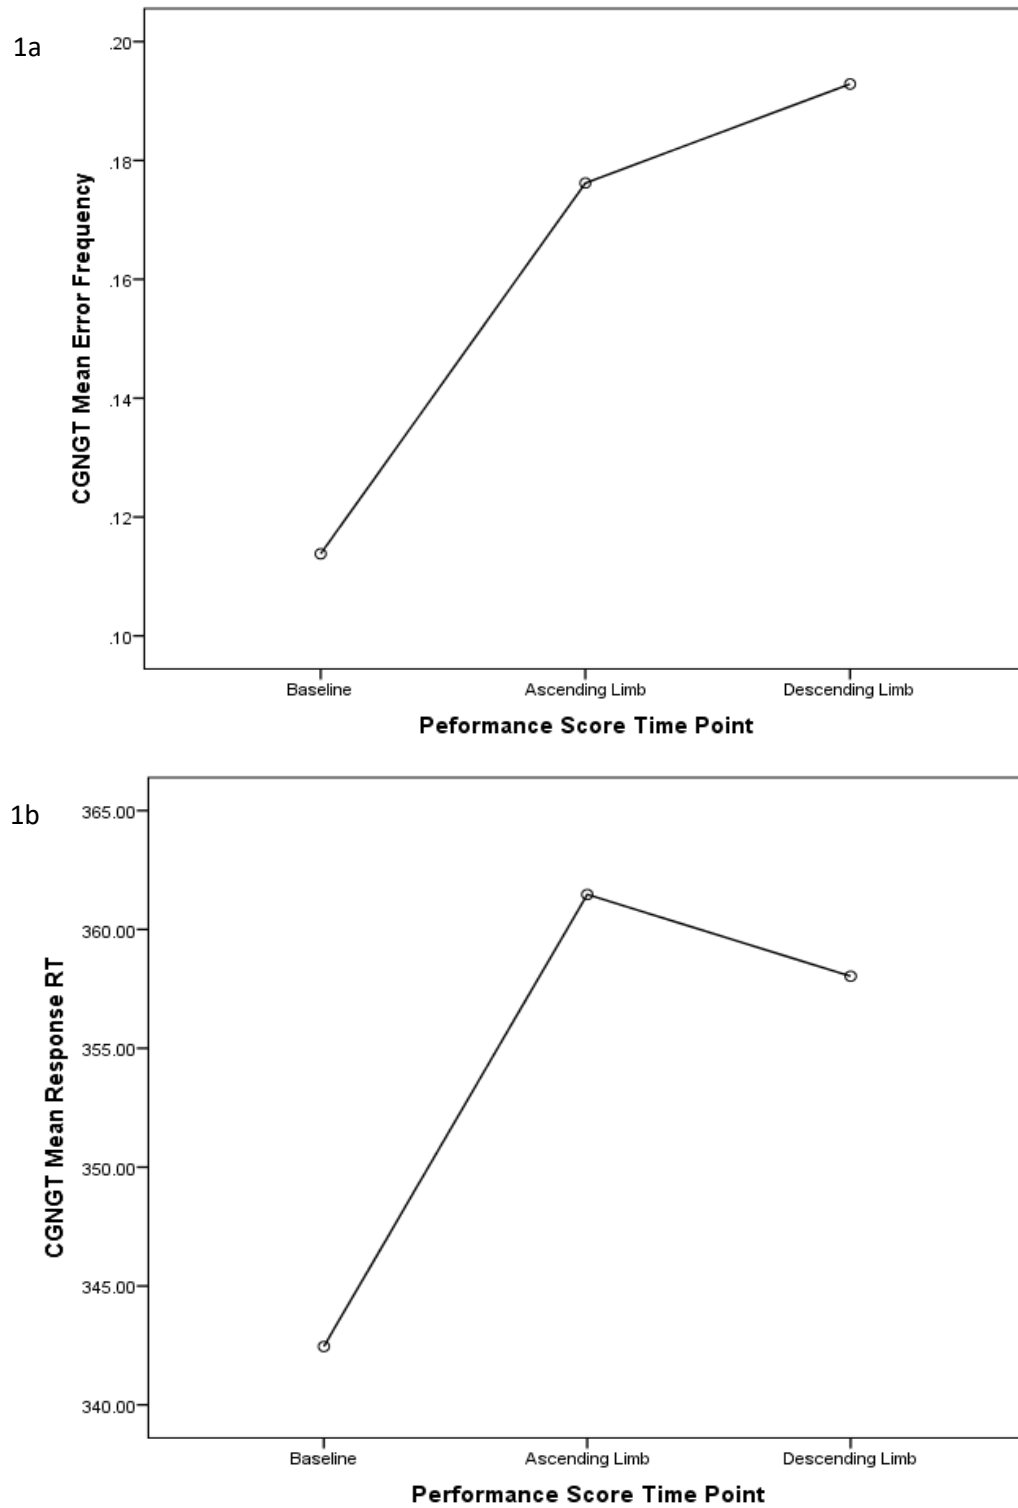 1a
.20
.18
.16
.14
.12
.10
CGNGT Mean Error Frequency
Baseline Ascending Limb Descending Limb
Peformance Score Time Point
1b
365.00
360.00
355.00
350.00
345.00
340.00
CGNGT Mean Response RT
Baseline Ascending Limb Descending Limb
Performance Score Time Point